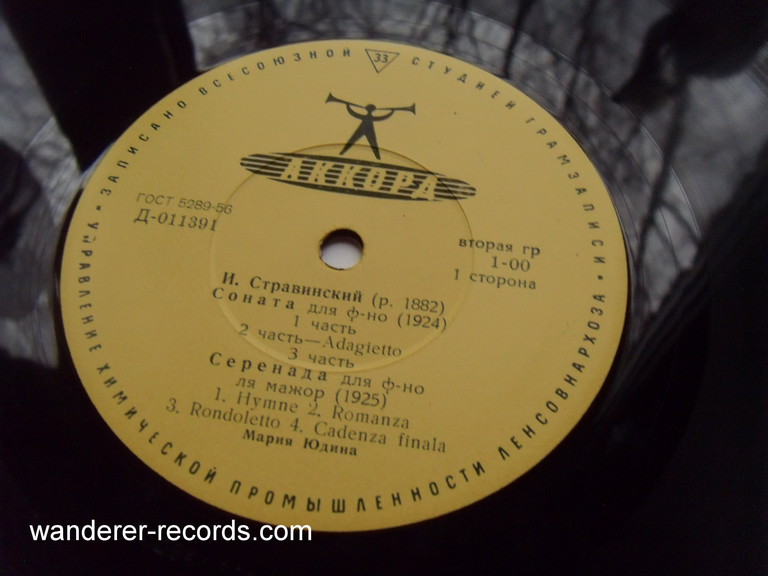 • ЗАПИСАНО ВСЕСОЮЗНОЙ 33 СТУДИЕЙ ГРАМЗАПИСИ •
АККОРД
ГОСТ 5289-56
Д-011391
вторая гр
1-00
1 сторона
И. Стравинский (р. 1882)
Соната для ф-но (1924)
1 часть
2 часть—Adagietto
3 часть
Серенада для ф-но
ля мажор (1925)
1. Hymne 2. Romanza
3. Rondoletto 4. Cadenza finala
Мария Юдина
УПРАВЛЕНИЕ ХИМИЧЕСКОЙ ПРОМЫШЛЕННОСТИ ЛЕНСОВНАРХОЗА
wanderer-records.com